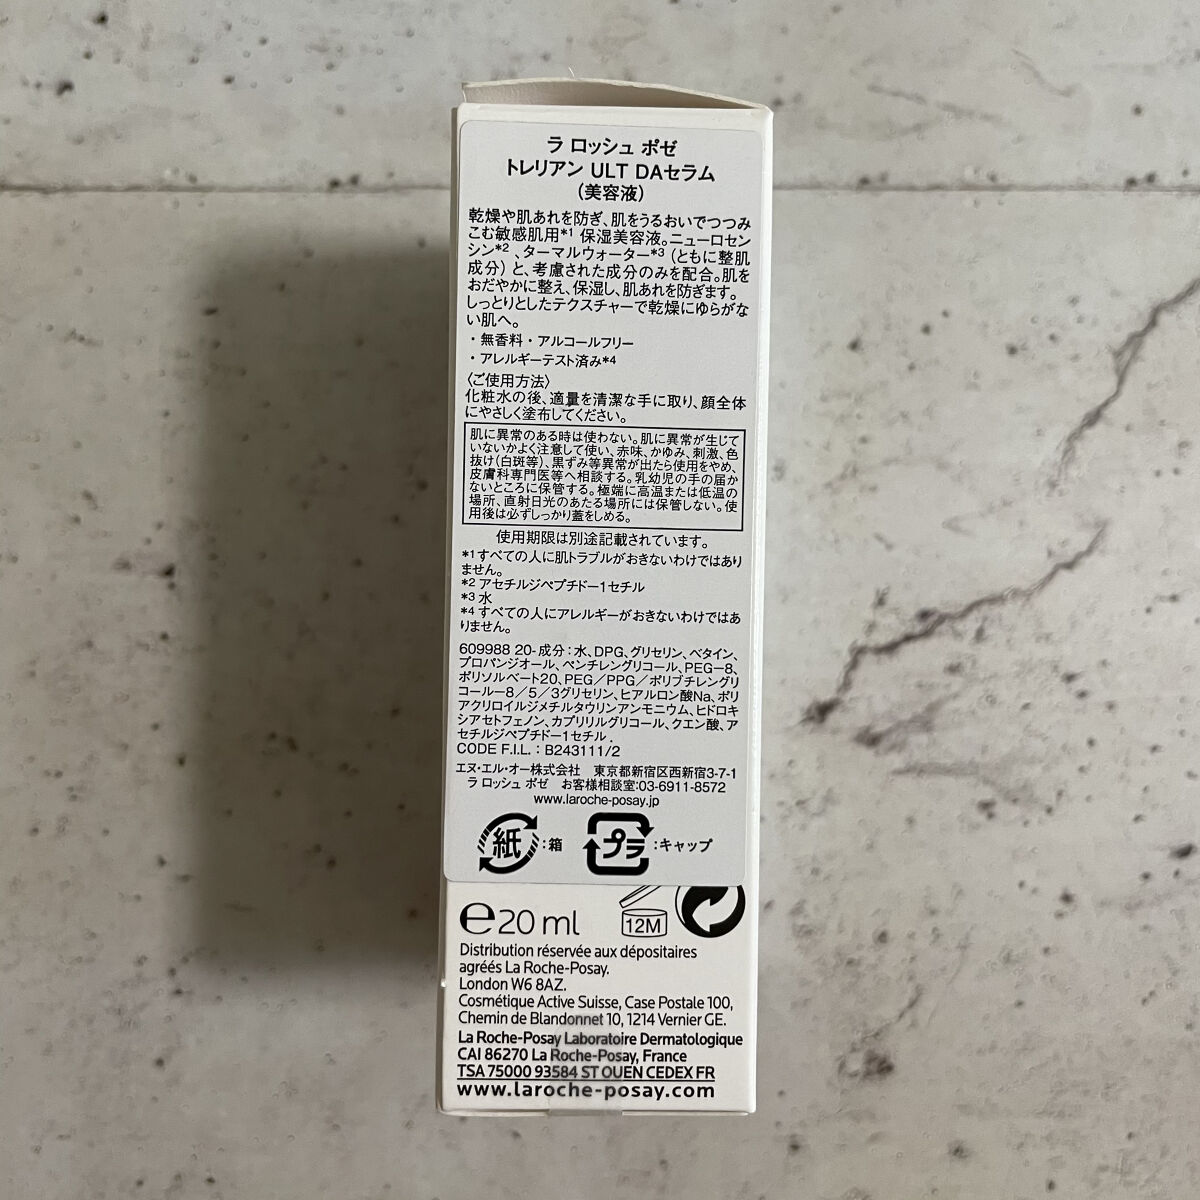 ラ ロッシュ ポゼ
トレリアン ULT DAセラム
(美容液)
乾燥や肌あれを防ぎ、肌をうるおいでつつみ
こむ敏感肌用*1 保湿美容液。ニューロセン
シン*2 、ターマルウォーター*3 (ともに整肌
成分) と、考慮された成分のみを配合。肌を
おだやかに整え、保湿し、肌あれを防ぎます。
しっとりとしたテクスチャーで乾燥にゆらがな
い肌へ。
・無香料・アルコールフリー
・アレルギーテスト済み*4
〈ご使用方法〉
化粧水の後、適量を清潔な手に取り、顔全体
にやさしく塗布してください。
肌に異常のある時は使わない。肌に異常が生じて
いないかよく注意して使い、赤味、かゆみ、刺激、色
抜け(白斑等)、黒ずみ等異常が出たら使用をやめ、
皮膚科専門医等へ相談する。乳幼児の手の届か
ないところに保管する。極端に高温または低温の
場所、直射日光のあたる場所には保管しない。使
用後は必ずしっかり蓋をしめる。
使用期限は別途記載されています。
*1 すべての人に肌トラブルがおきないわけではあり
ません。
*2 アセチルジペプチドー1セチル
*3 水
*4 すべての人にアレルギーがおきないわけではあ
りません。
609988 20-成分：水、DPG、グリセリン、ベタイン、
プロパンジオール、ペンチレングリコール、PEG－8、
ポリソルベート20、PEG／PPG／ポリブチレングリ
コールー8／5／3グリセリン、ヒアルロン酸Na、ポリ
アクリロイルジメチルタウリンアンモニウム、ヒドロキ
シアセトフェノン、カプリリルグリコール、クエン酸、ア
セチルジペプチドー1セチル .
CODE F.I.L. : B243111/2
エヌ・エル・オー株式会社 東京都新宿区西新宿3-7-1
ラ ロッシュ ポゼ お客様相談室:03-6911-8572
www.laroche-posay.jp
紙 :箱 プラ :キャップ
12M
e20 ml
Distribution réservée aux dépositaires
agréés La Roche-Posay.
London W6 8AZ.
Cosmétique Active Suisse, Case Postale 100,
Chemin de Blandonnet 10, 1214 Vernier GE.
La Roche-Posay Laboratoire Dermatologique
CAI 86270 La Roche-Posay, France
TSA 75000 93584 ST OUEN CEDEX FR
www.laroche-posay.com